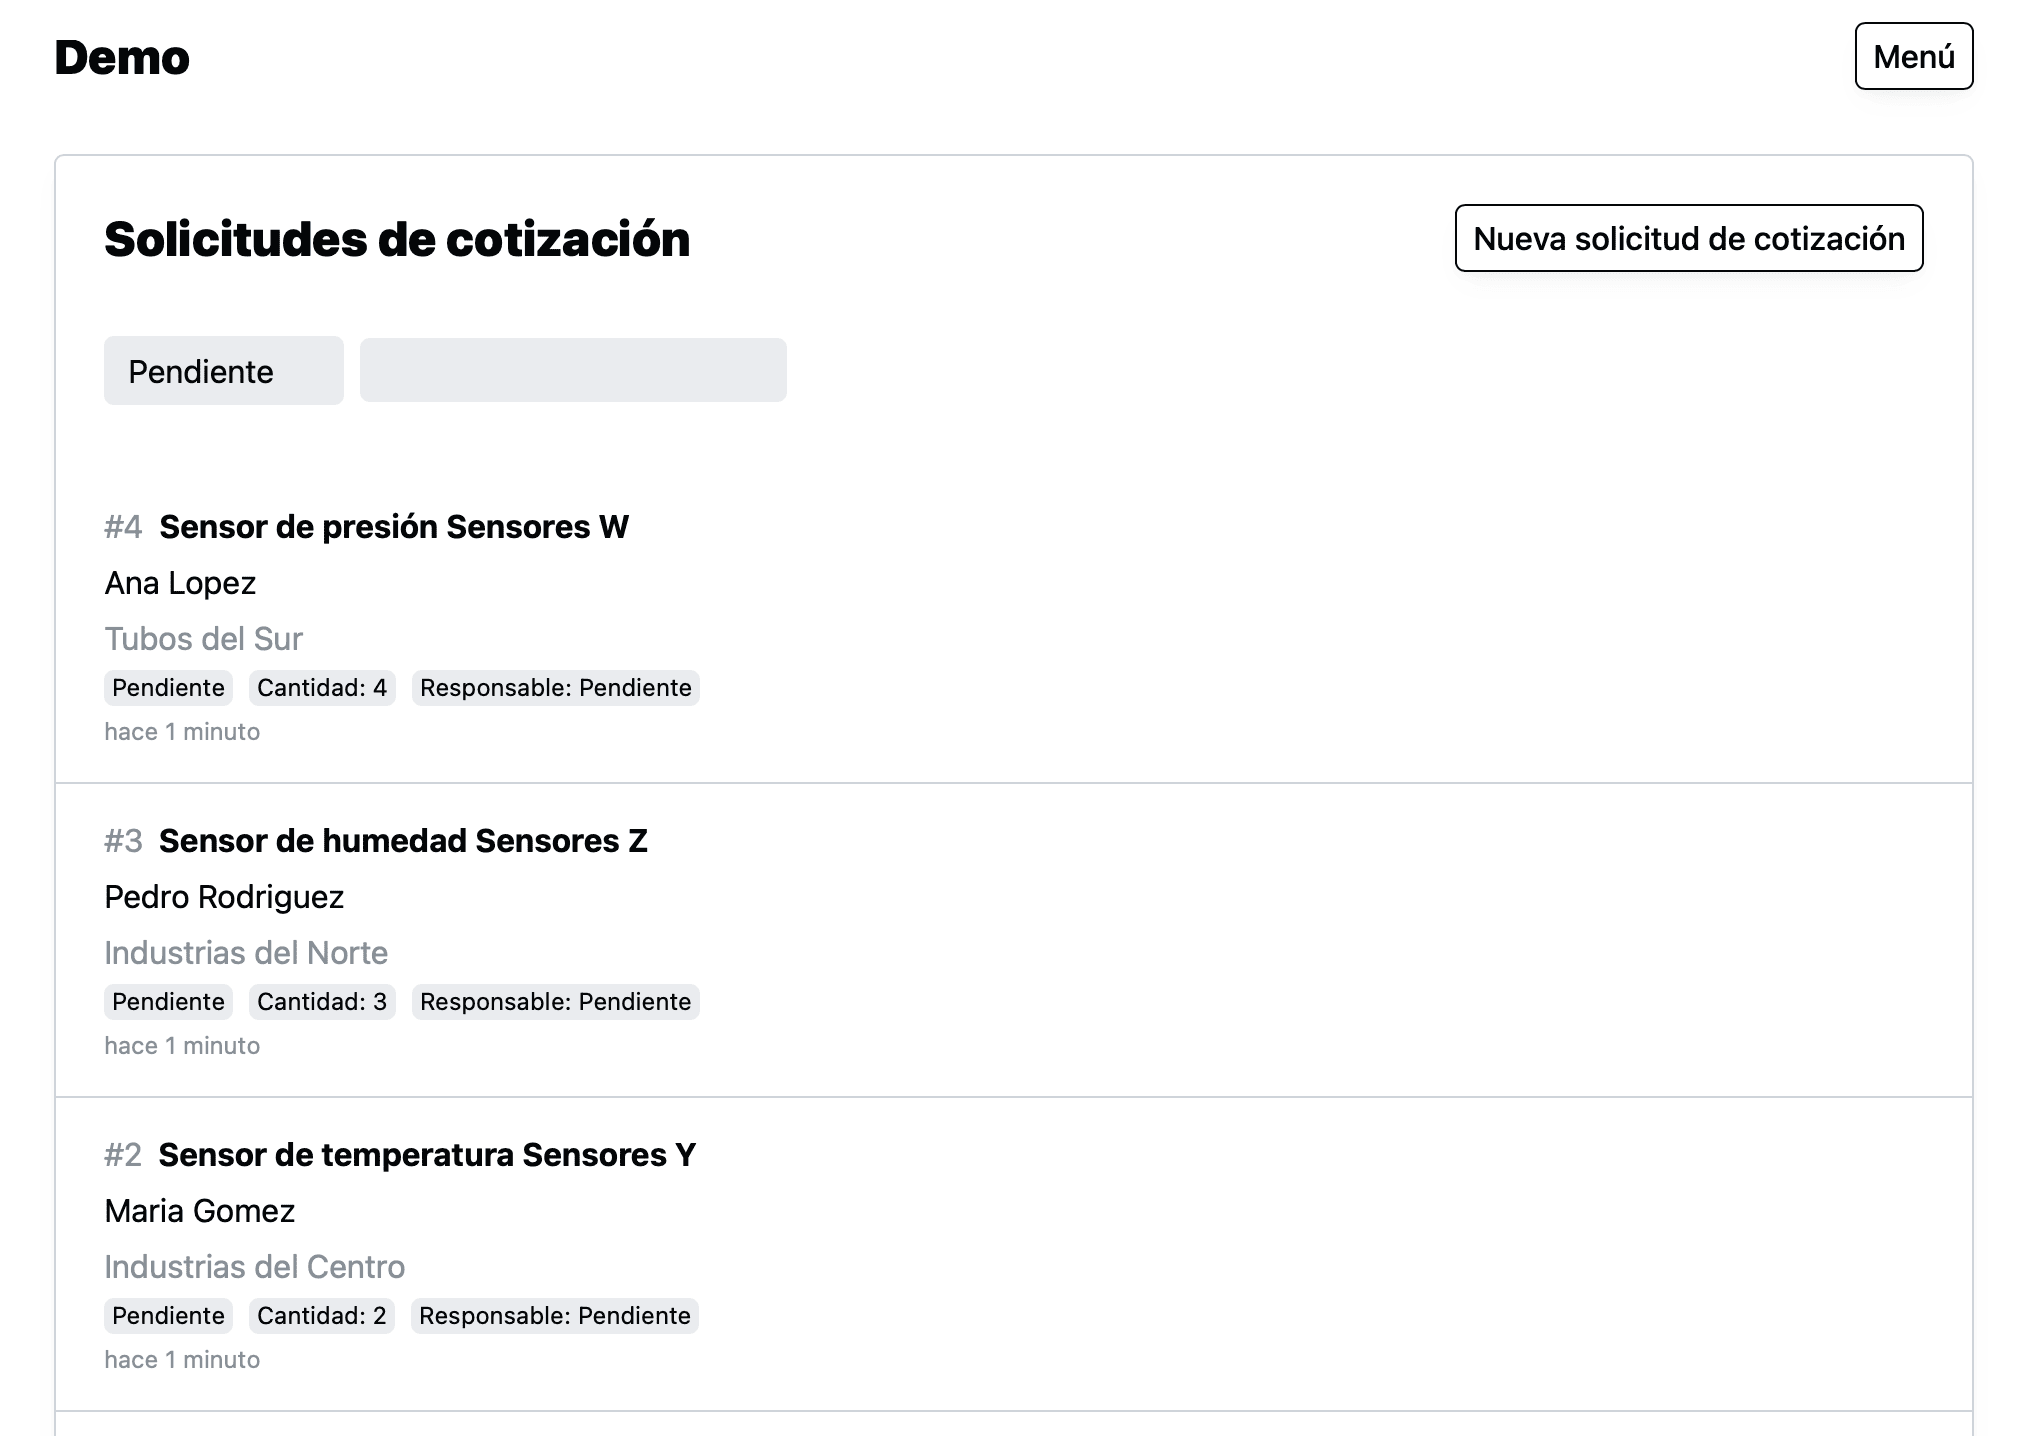 Demo
Menú
Solicitudes de cotización
Nueva solicitud de cotización
Pendiente
#4 Sensor de presión Sensores W
Ana Lopez
Tubos del Sur
Pendiente Cantidad: 4 Responsable: Pendiente
hace 1 minuto
#3 Sensor de humedad Sensores Z
Pedro Rodriguez
Industrias del Norte
Pendiente Cantidad: 3 Responsable: Pendiente
hace 1 minuto
#2 Sensor de temperatura Sensores Y
Maria Gomez
Industrias del Centro
Pendiente Cantidad: 2 Responsable: Pendiente
hace 1 minuto